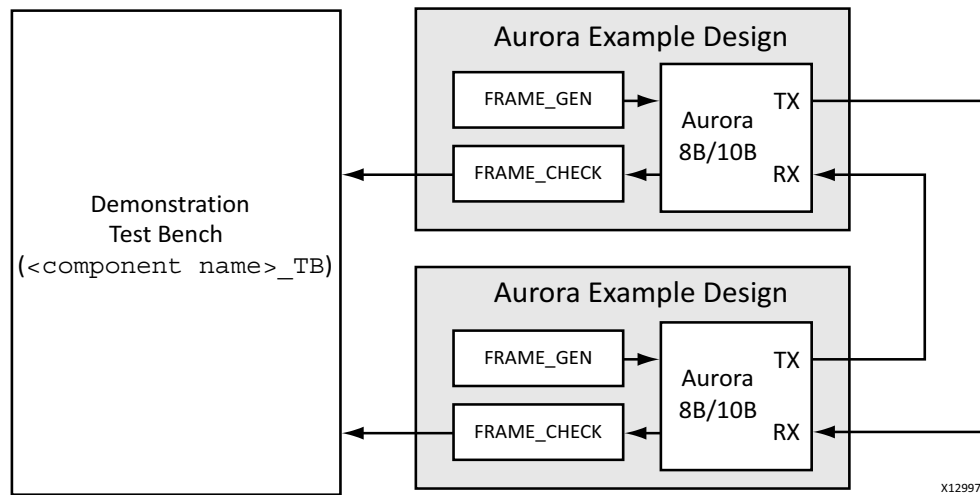 Demonstration
Test Bench
(<component name>_TB)
Aurora Example Design
FRAME_GEN
FRAME_CHECK
Aurora
8B/10B
TX
RX
Aurora Example Design
FRAME_GEN
FRAME_CHECK
Aurora
8B/10B
TX
RX
X12997